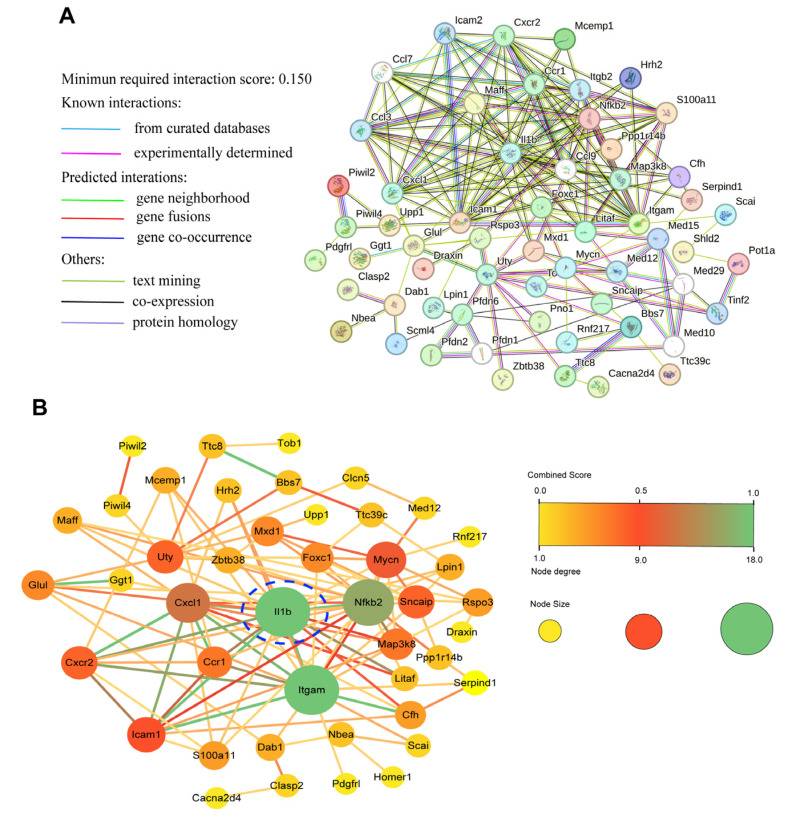 A
Minimun required interaction score: 0.150
Known interactions:
from curated databases
experimentally determined
Predicted interations:
gene neighborhood
gene fusions
gene co-occurrence
Others:
text mining
co-expression
protein homology
Icam2
Cxcr2
Mcemp1
Ccl7
Ccr1
Itgb2
Hrh2
Maff
Nfkb2
S100a11
Ccl3
Il1b
Ppp1r14b
Ccl9
Map3k8
Cfh
Piwil2
Cxcl1
Serpind1
Foxc1
Scai
Piwil4
Upp1
Icam1
Litaf
Itgam
Med15
Rspo3
Glul
Shld2
Pdgfrl
Ggt1
Mxd1
Pot1a
Draxin
Uty
Mycn
Med12
Med29
Clasp2
To
Dab1
Lpin1
Pfdn6
Sncaip
Tinf2
Nbea
Pno1
Bbs7
Scml4
Rnf217
Med10
Pfdn2
Pfdn1
Ttc39c
Zbtb38
Ttc8
Cacna2d4
B
Piwil2
Ttc8
Tob1
Mcemp1
Hrh2
Bbs7
Clcn5
Piwil4
Maff
Upp1
Ttc39c
Med12
Mxd1
Rnf217
Uty
Zbtb38
Foxc1
Mycn
Lpin1
Glul
Ggt1
Cxcl1
Il1b
Nfkb2
Sncaip
Rspo3
Draxin
Map3k8
Cxcr2
Ccr1
Ppp1r14b
Litaf
Serpind1
Itgam
Cfh
Icam1
S100a11
Dab1
Nbea
Scai
Clasp2
Pdgfrl
Homer1
Cacna2d4
Combined Score
0.0 0.5 1.0
1.0 9.0 18.0
Node degree
Node Size